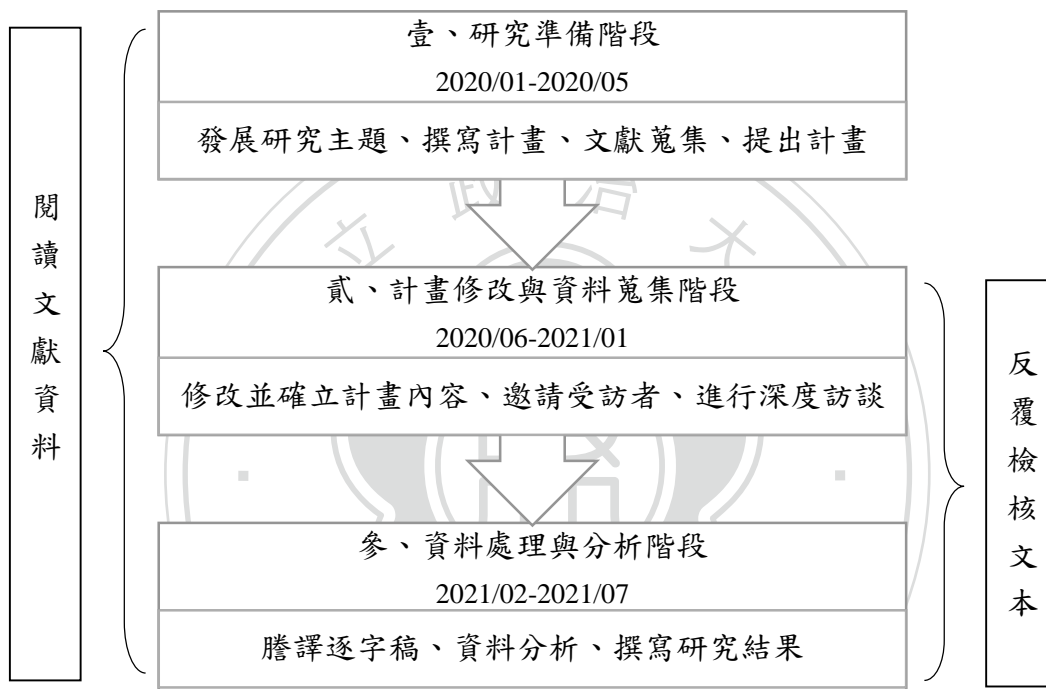 閱讀文獻資料
壹、研究準備階段
2020/01-2020/05
發展研究主題、撰寫計畫、文獻蒐集、提出計畫
立政治大
貳、計畫修改與資料蒐集階段
2020/06-2021/01
修改並確立計畫內容、邀請受訪者、進行深度訪談
參、資料處理與分析階段
2021/02-2021/07
謄譯逐字稿、資料分析、撰寫研究結果
反覆檢核文本